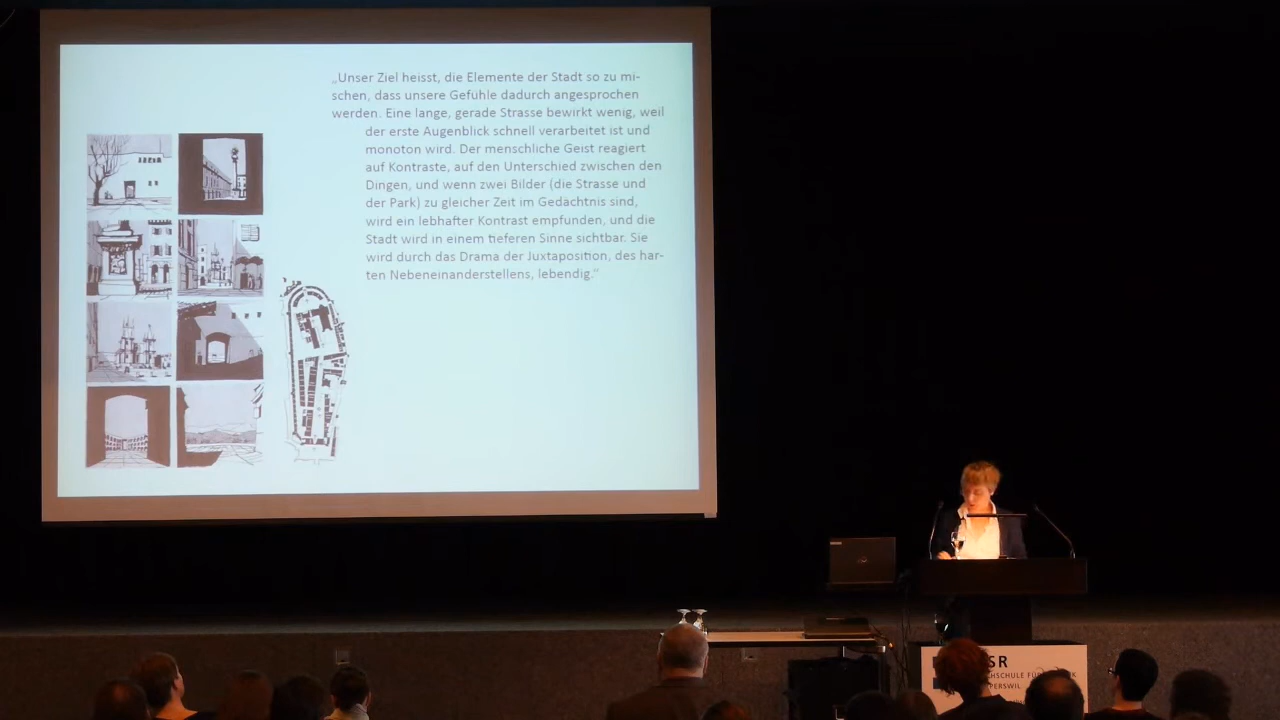 „Unser Ziel heisst, die Elemente der Stadt so zu mi-
schen, dass unsere Gefühle dadurch angesprochen
werden. Eine lange, gerade Strasse bewirkt wenig, weil
der erste Augenblick schnell verarbeitet ist und
monoton wird. Der menschliche Geist reagiert
auf Kontraste, auf den Unterschied zwischen den
Dingen, und wenn zwei Bilder (die Strasse und
der Park) zu gleicher Zeit im Gedächtnis sind,
wird ein lebhafter Kontrast empfunden, und die
Stadt wird in einem tieferen Sinne sichtbar. Sie
wird durch das Drama der Juxtaposition, des har-
ten Nebeneinanderstellens, lebendig.“
SR
CHSCHULE FÜR
PERSWIL